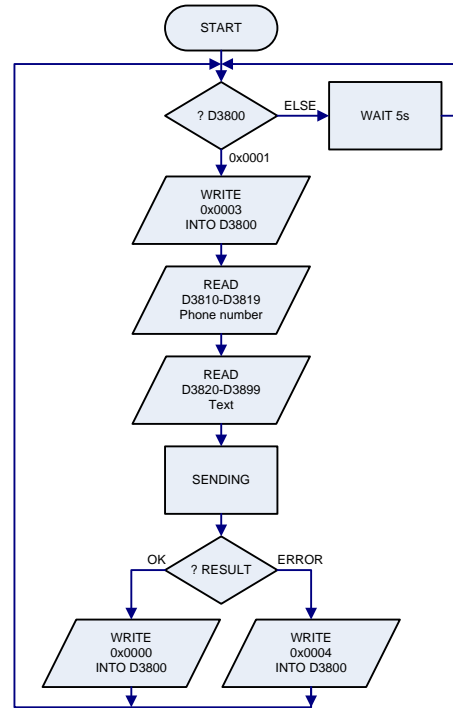 START
? D3800
ELSE
WAIT 5s
0x0001
WRITE
0x0003
INTO D3800
READ
D3810-D3819
Phone number
READ
D3820-D3899
Text
SENDING
OK
? RESULT
ERROR
WRITE
0x0000
INTO D3800
WRITE
0x0004
INTO D3800